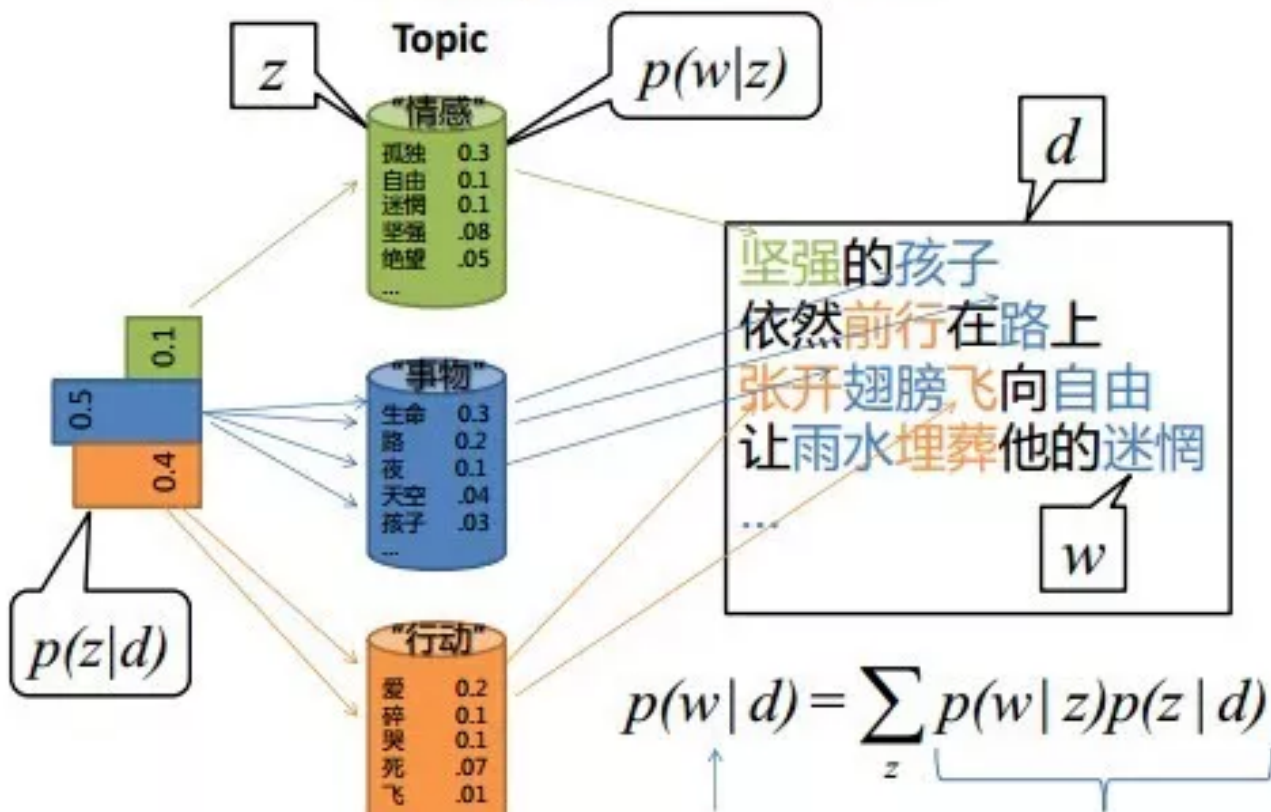 Topic
z
p(w|z)
"情感"
孤独 0.3
自由 0.1
迷惘 0.1
坚强 .08
绝望 .05
...
d
坚强的孩子
依然前行在路上
张开翅膀飞向自由
让雨水埋葬他的迷惘
...
w
0.1
0.5
0.4
p(z|d)
"事物"
生命 0.3
路 0.2
夜 0.1
天空 .04
孩子 .03
...
"行动"
爱 0.2
碎 0.1
哭 0.1
死 .07
飞 .01
p(w|d) = ∑ p(w|z)p(z|d)
z